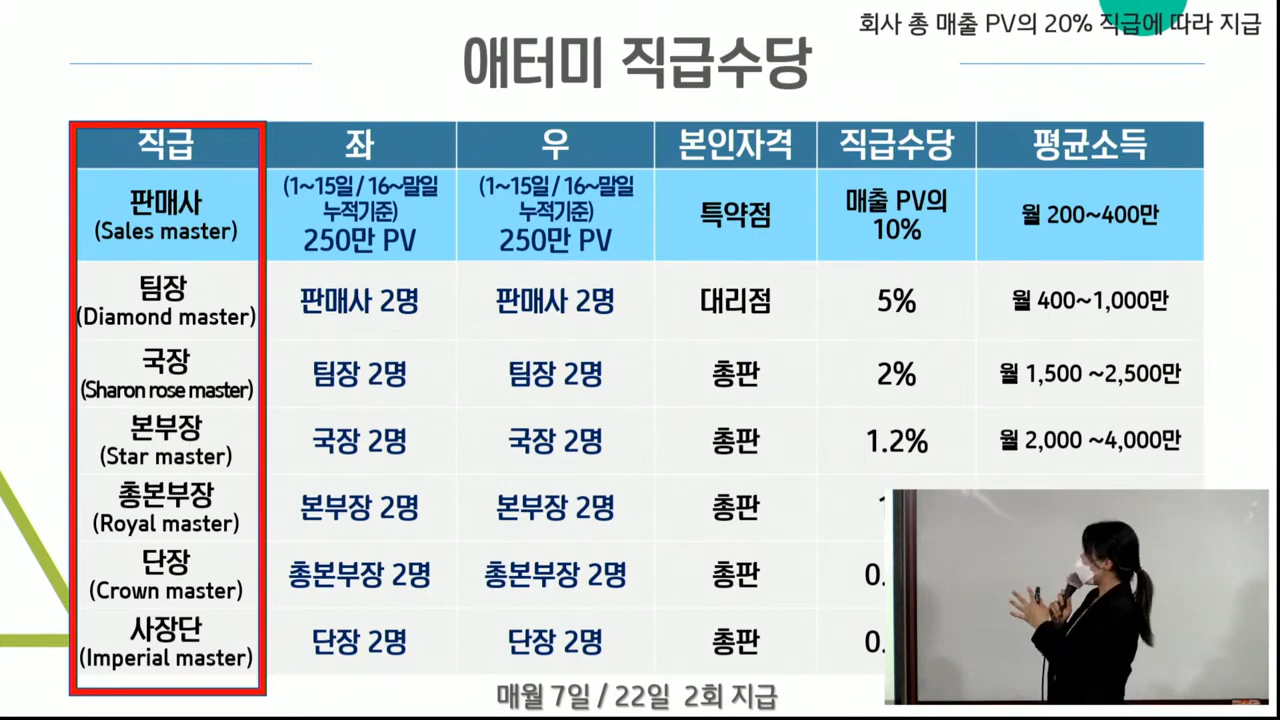 회사 총 매출 PV의 20% 직급에 따라 지급
애터미 직급수당
직급 좌 우 본인자격 직급수당 평균소득
판매사
(Sales master)
(1~15일 / 16~말일
누적기준)
250만 PV
(1~15일 / 16~말일
누적기준)
250만 PV
특약점
매출 PV의
10%
월 200~400만
팀장
(Diamond master)
판매사 2명 판매사 2명 대리점 5% 월 400~1,000만
국장
(Sharon rose master)
팀장 2명 팀장 2명 총판 2% 월 1,500 ~2,500만
본부장
(Star master)
국장 2명 국장 2명 총판 1.2% 월 2,000 ~4,000만
총본부장
(Royal master)
본부장 2명 본부장 2명 총판
단장
(Crown master)
총본부장 2명 총본부장 2명 총판 0.
사장단
(Imperial master)
단장 2명 단장 2명 총판 0.
매월 7일 / 22일 2회 지급